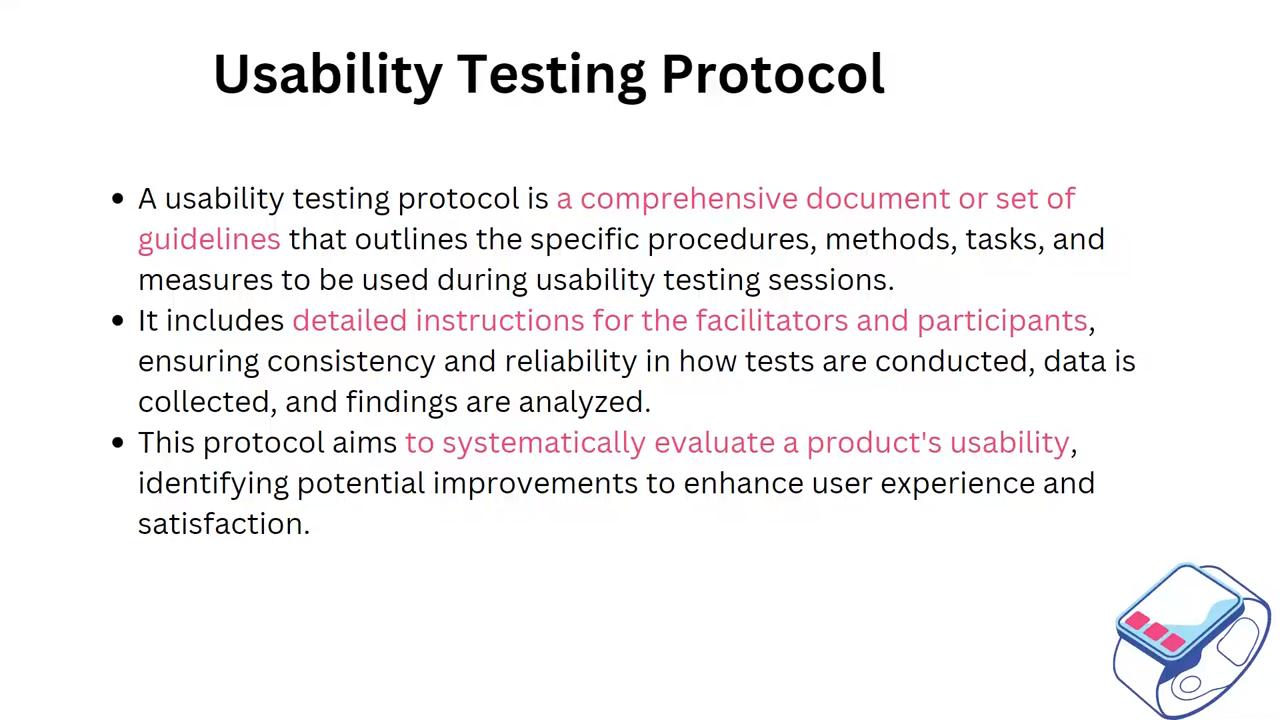 Usability Testing Protocol
• A usability testing protocol is a comprehensive document or set of
guidelines that outlines the specific procedures, methods, tasks, and
measures to be used during usability testing sessions.
• It includes detailed instructions for the facilitators and participants,
ensuring consistency and reliability in how tests are conducted, data is
collected, and findings are analyzed.
• This protocol aims to systematically evaluate a product's usability,
identifying potential improvements to enhance user experience and
satisfaction.